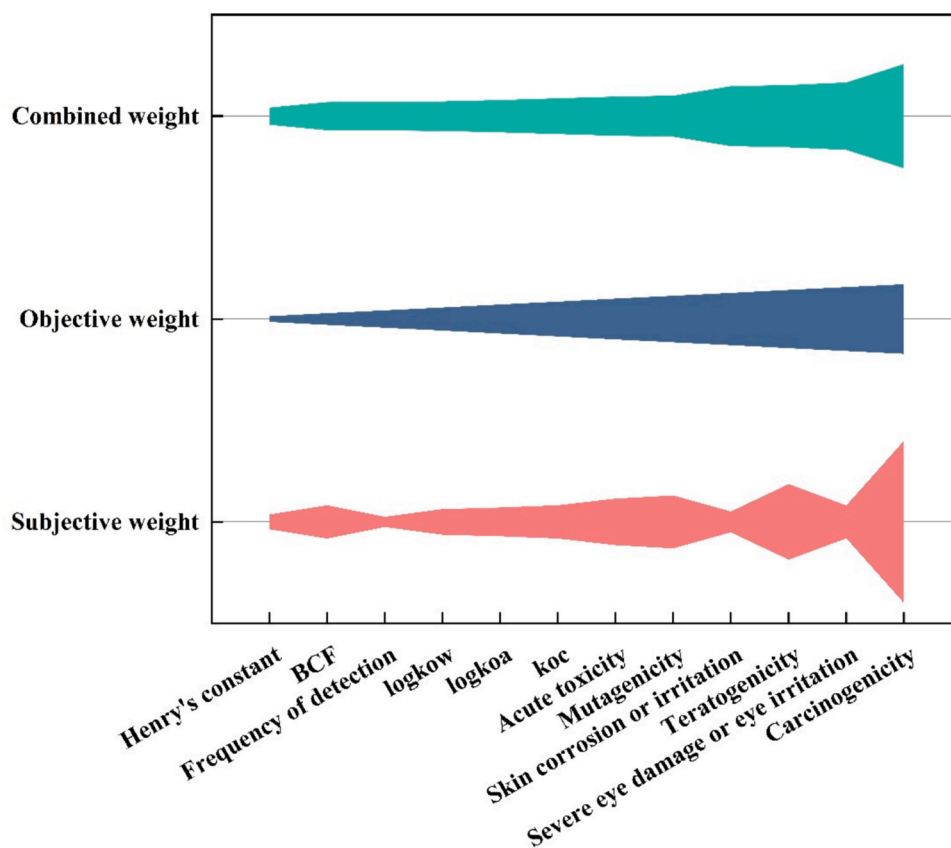 Combined weight
Objective weight
Subjective weight
Henry's constant
BCF
Frequency of detection
logkow
logkoa
koc
Acute toxicity
Mutagenicity
Skin corrosion or irritation
Teratogenicity
Severe eye damage or eye irritation
Carcinogenicity